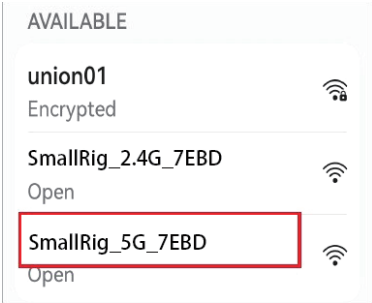 AVAILABLE
union01
Encrypted
SmallRig_2.4G_7EBD
Open
SmallRig_5G_7EBD
Open